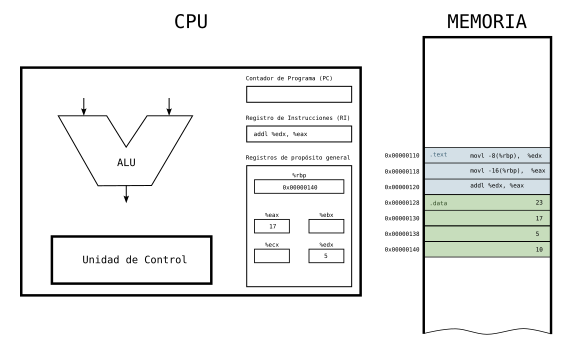 CPU
MEMORIA
Contador de Programa (PC)
Registro de Instrucciones (RI)
addl %edx, %eax
ALU
Registros de propósito general
%rbp
0x00000140
%eax
%ebx
17
%ecx
%edx
5
Unidad de Control
0x00000110 .text movl -8(%rbp), %edx
0x00000118 movl -16(%rbp), %eax
0x00000120 addl %edx, %eax
0x00000128 .data 23
0x00000130 17
0x00000138 5
0x00000140 10